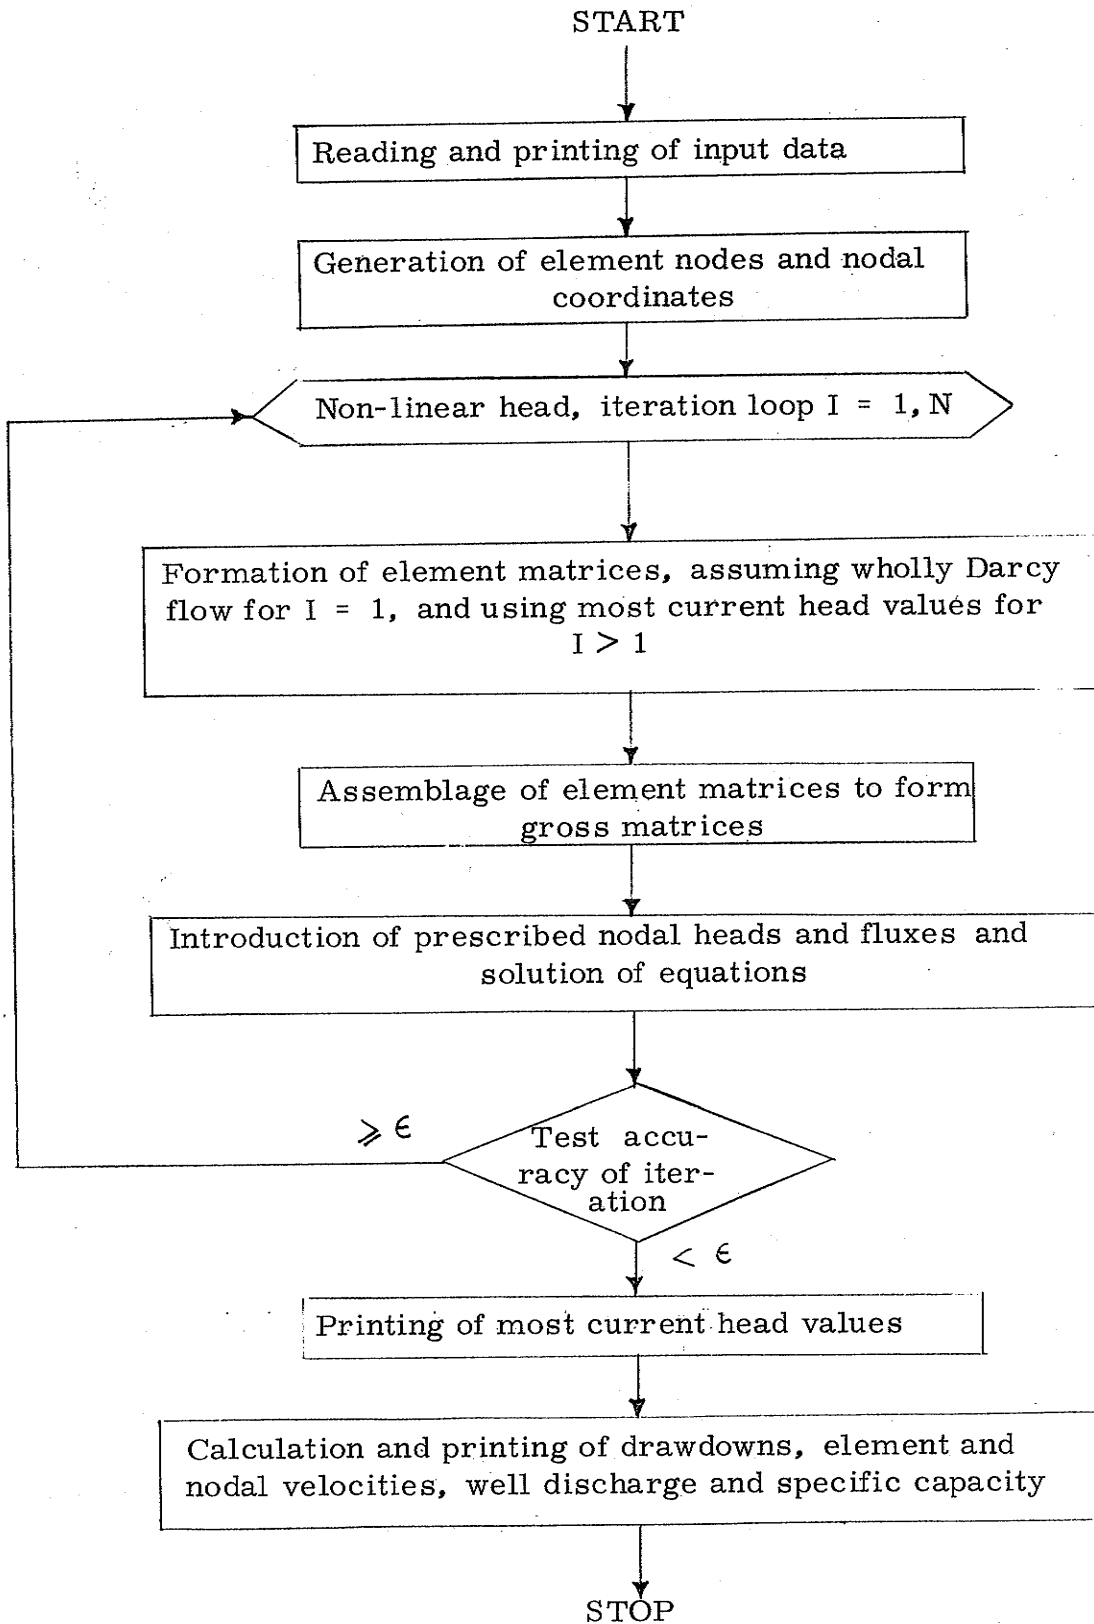 START
Reading and printing of input data
Generation of element nodes and nodal
coordinates
Non-linear head, iteration loop I = 1, N
Formation of element matrices, assuming wholly Darcy
flow for I = 1, and using most current head values for
I > 1
Assemblage of element matrices to form
gross matrices
Introduction of prescribed nodal heads and fluxes and
solution of equations
⩾ ϵ
Test accu-
racy of iter-
ation
< ϵ
Printing of most current head values
Calculation and printing of drawdowns, element and
nodal velocities, well discharge and specific capacity
STOP